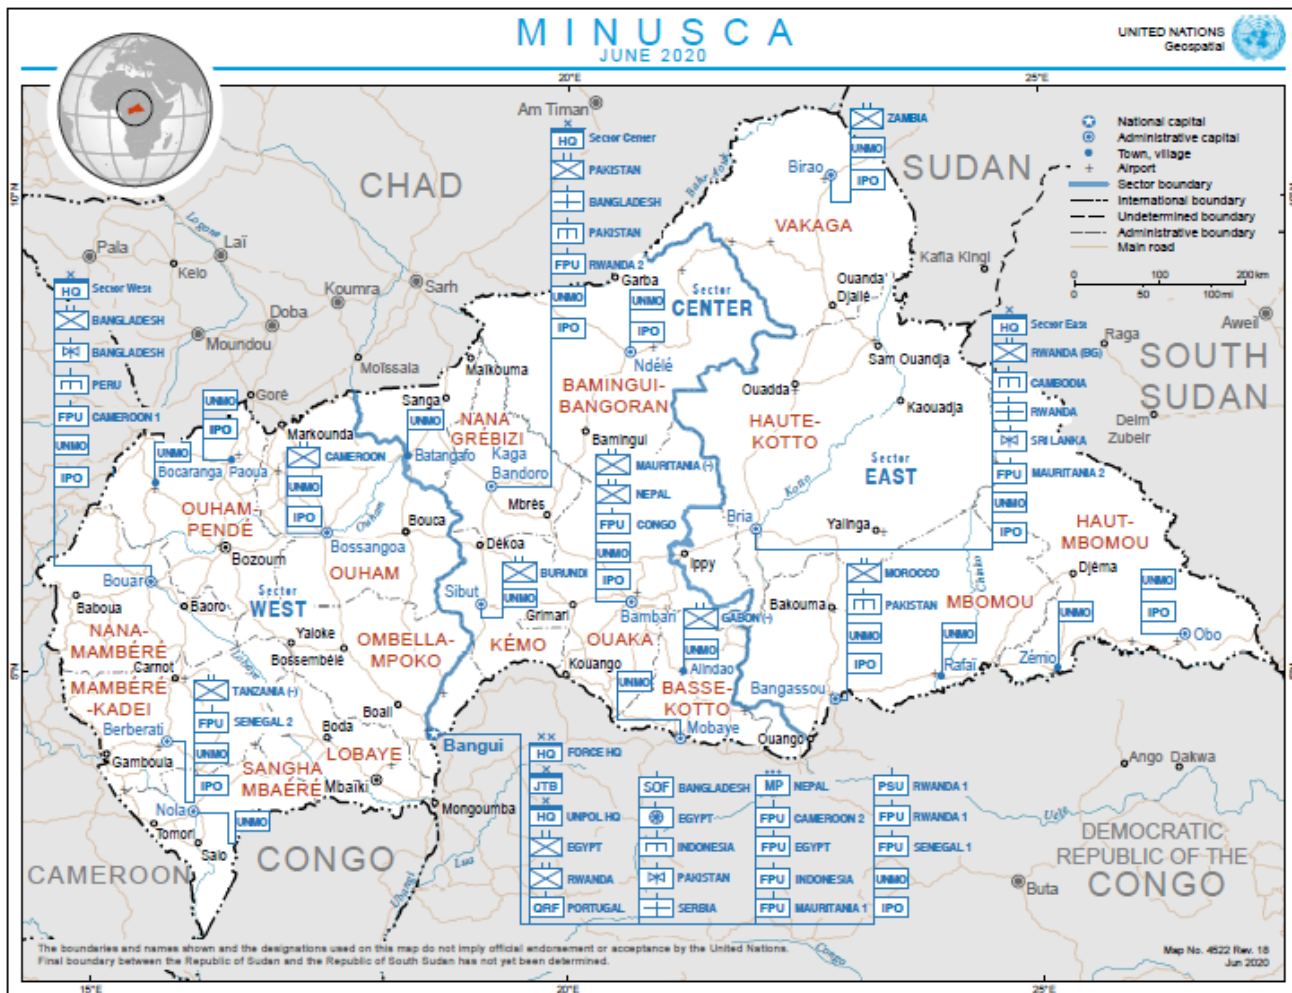 MINUSCA
JUNE 2020
UNITED NATIONS
Geospatial
20°E
25°E
10°N
National capital
Administrative capital
Town, village
Airport
Sector boundary
International boundary
Undetermined boundary
Administrative boundary
Main road
0 100 200 km
0 50 100 mi
CHAD
SUDAN
SOUTH
SUDAN
DEMOCRATIC
REPUBLIC OF THE
CONGO
CONGO
CAMEROON
Am Timan
Logone
Pala
Laï
Kelo
Koumra
Sarh
Doba
Moundou
Moïssala
Goré
Kafia Kingi
Raga
Aweil
Deim
Zubeir
Ango
Dakwa
Buta
Uele
Congo
Lua
Ubangi
HQ Sector West
BANGLADESH
BANGLADESH
PERU
FPU CAMEROON 1
UNMO
IPO
HQ Sector Center
PAKISTAN
BANGLADESH
PAKISTAN
FPU RWANDA 2
UNMO
IPO
ZAMBIA
UNMO
IPO
Birao
VAKAGA
Garba
UNMO
IPO
Ndélé
Sector
CENTER
Ouanda
Djallé
Sam Ouandja
Ouadda
Kaouadja
HAUTE-
KOTTO
Sector
EAST
Kotto
Yalinga
Bria
HQ Sector East
RWANDA (BG)
CAMBODIA
RWANDA
SRI LANKA
FPU MAURITANIA 2
UNMO
IPO
HAUT-
MBOMOU
Djéma
UNMO
IPO
Obo
UNMO
Zémio
MBOMOU
UNMO
Rafaï
MOROCCO
PAKISTAN
UNMO
IPO
Bakouma
Bangassou
Ouango
Chinko
BAMINGUI-
BANGORAN
Bamingui
Maïkouma
Sanga
NANA
GRÉBIZI
Kaga
Bandoro
Mbrès
UNMO
Batangafo
UNMO
IPO
Paoua
UNMO
Bocaranga
Markounda
CAMEROON
UNMO
IPO
Ouham
Bossangoa
OUHAM-
PENDÉ
Bozoum
OUHAM
Bouca
Dékoa
MAURITANIA (-)
NEPAL
FPU CONGO
UNMO
IPO
Bambari
Ippy
BURUNDI
UNMO
Sibut
Grimari
KÉMO
OUAKA
Kouango
GABON (-)
UNMO
Alindao
BASSE-
KOTTO
UNMO
Mobaye
Bouar
Baboua
Baoro
Sector
WEST
NANA-
MAMBÉRÉ
Yaloke
Bossembélé
OMBELLA-
MPOKO
Carnot
MAMBÉRÉ
-KADEI
Berberati
TANZANIA (-)
FPU SENEGAL 2
UNMO
IPO
Gamboula
Boda
Boali
LOBAYE
SANGHA
MBAÉRÉ
Mbaïki
Nola
UNMO
Tomori
Salo
Mongoumba
Bangui
HQ FORCE HQ
JTB
HQ UNPOL HQ
EGYPT
RWANDA
QRF PORTUGAL
SOF BANGLADESH
EGYPT
INDONESIA
PAKISTAN
SERBIA
MP NEPAL
FPU CAMEROON 2
FPU EGYPT
FPU INDONESIA
FPU MAURITANIA 1
PSU RWANDA 1
FPU RWANDA 1
FPU SENEGAL 1
UNMO
IPO
The boundaries and names shown and the designations used on this map do not imply official endorsement or acceptance by the United Nations.
Final boundary between the Republic of Sudan and the Republic of South Sudan has not yet been determined.
Map No. 4522 Rev. 18
Jun 2020
15°E
20°E
25°E